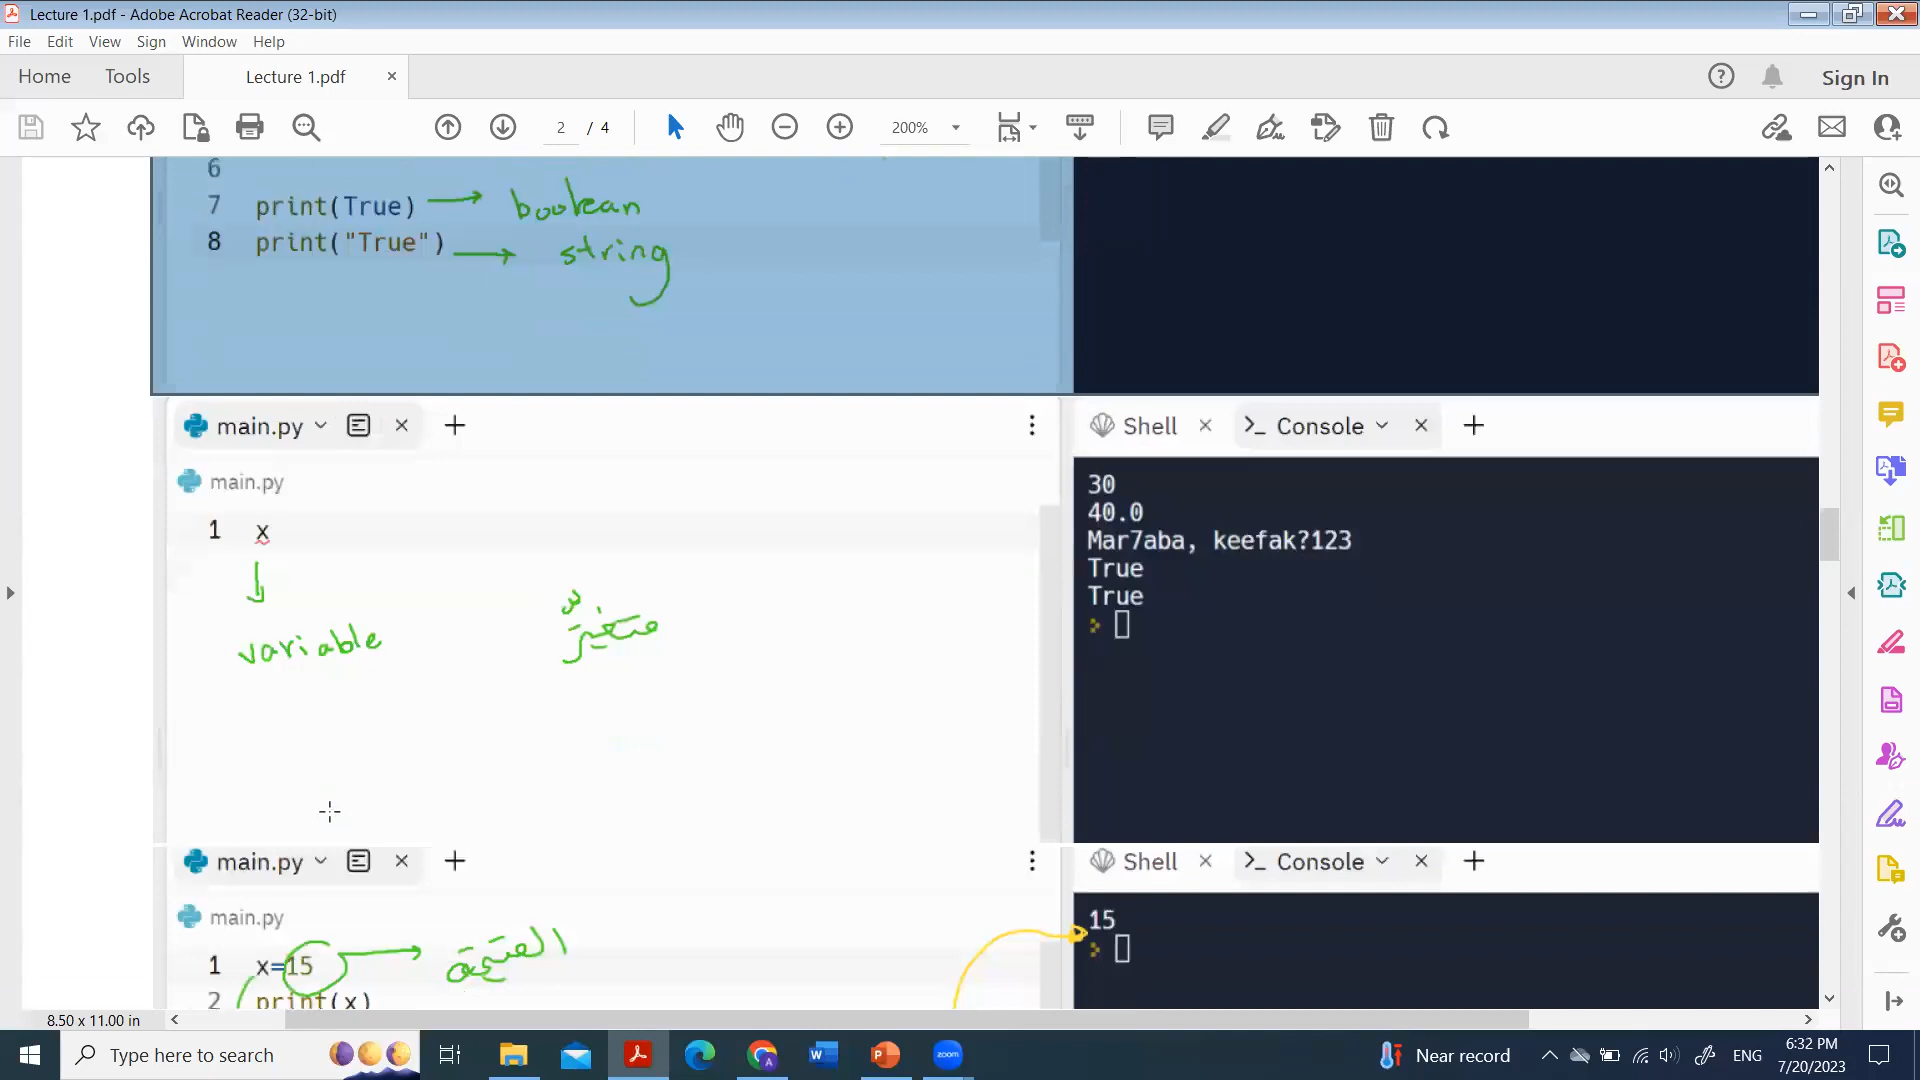 Lecture 1.pdf - Adobe Acrobat Reader (32-bit)
File Edit View Sign Window Help
Home Tools Lecture 1.pdf × Sign In
2 / 4 200%
6
7 print(True) boolean
8 print("True") string
main.py Shell Console
main.py
1 x
variable
متغيّر
30
40.0
Mar7aba, keefak?123
True
True
main.py Shell Console
main.py
15
1 x=15
2 print(x)
8.50 x 11.00 in
Type here to search
W P zoom
Near record
ENG
6:32 PM
7/20/2023